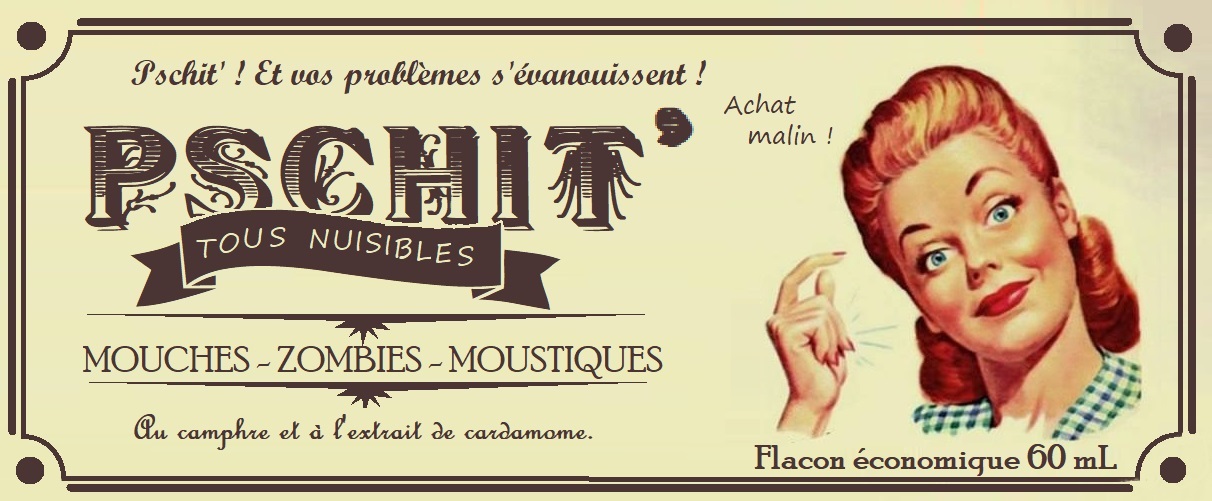 Pschit' ! Et vos problèmes s'évanouissent !
PSCHIT'
TOUS NUISIBLES
MOUCHES - ZOMBIES - MOUSTIQUES
Au camphre et à l'extrait de cardamome.
Achat
malin !
Flacon économique 60 mL